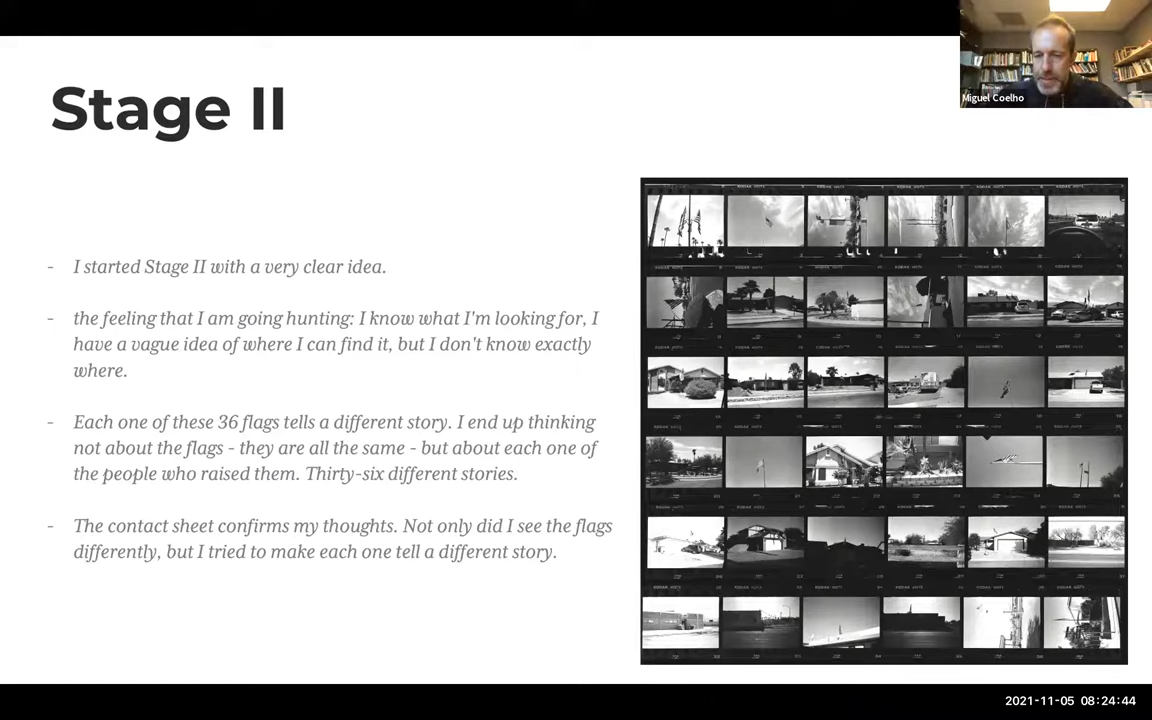 Miguel Coelho
Stage II
- I started Stage II with a very clear idea.
- the feeling that I am going hunting: I know what I'm looking for, I
have a vague idea of where I can find it, but I don't know exactly
where.
- Each one of these 36 flags tells a different story. I end up thinking
not about the flags - they are all the same - but about each one of
the people who raised them. Thirty-six different stories.
- The contact sheet confirms my thoughts. Not only did I see the flags
differently, but I tried to make each one tell a different story.
2021-11-05 08:24:44